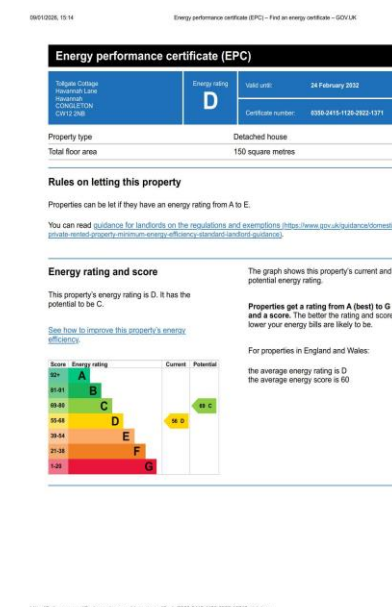 09/01/2026, 15:14
Energy performance certificate (EPC) – Find an energy certificate – GOV.UK
Energy performance certificate (EPC)
Tollgate Cottage
Havannah Lane
Havannah
CONGLETON
CW12 2NB
Energy rating
D
Valid until:
24 February 2032
Certificate number:
0350-2415-1120-2922-1371
Property type
Detached house
Total floor area
150 square metres
Rules on letting this property
Properties can be let if they have an energy rating from A to E.
You can read guidance for landlords on the regulations and exemptions (https://www.gov.uk/guidance/domesti
private-rented-property-minimum-energy-efficiency-standard-landlord-guidance).
Energy rating and score
This property's energy rating is D. It has the
potential to be C.
See how to improve this property's energy
efficiency.
Score Energy rating Current Potential
92+ A
81-91 B
69-80 C 69 C
55-68 D 56 D
39-54 E
21-38 F
1-20 G
The graph shows this property's current and
potential energy rating.
Properties get a rating from A (best) to G
and a score. The better the rating and score
lower your energy bills are likely to be.
For properties in England and Wales:
the average energy rating is D
the average energy score is 60